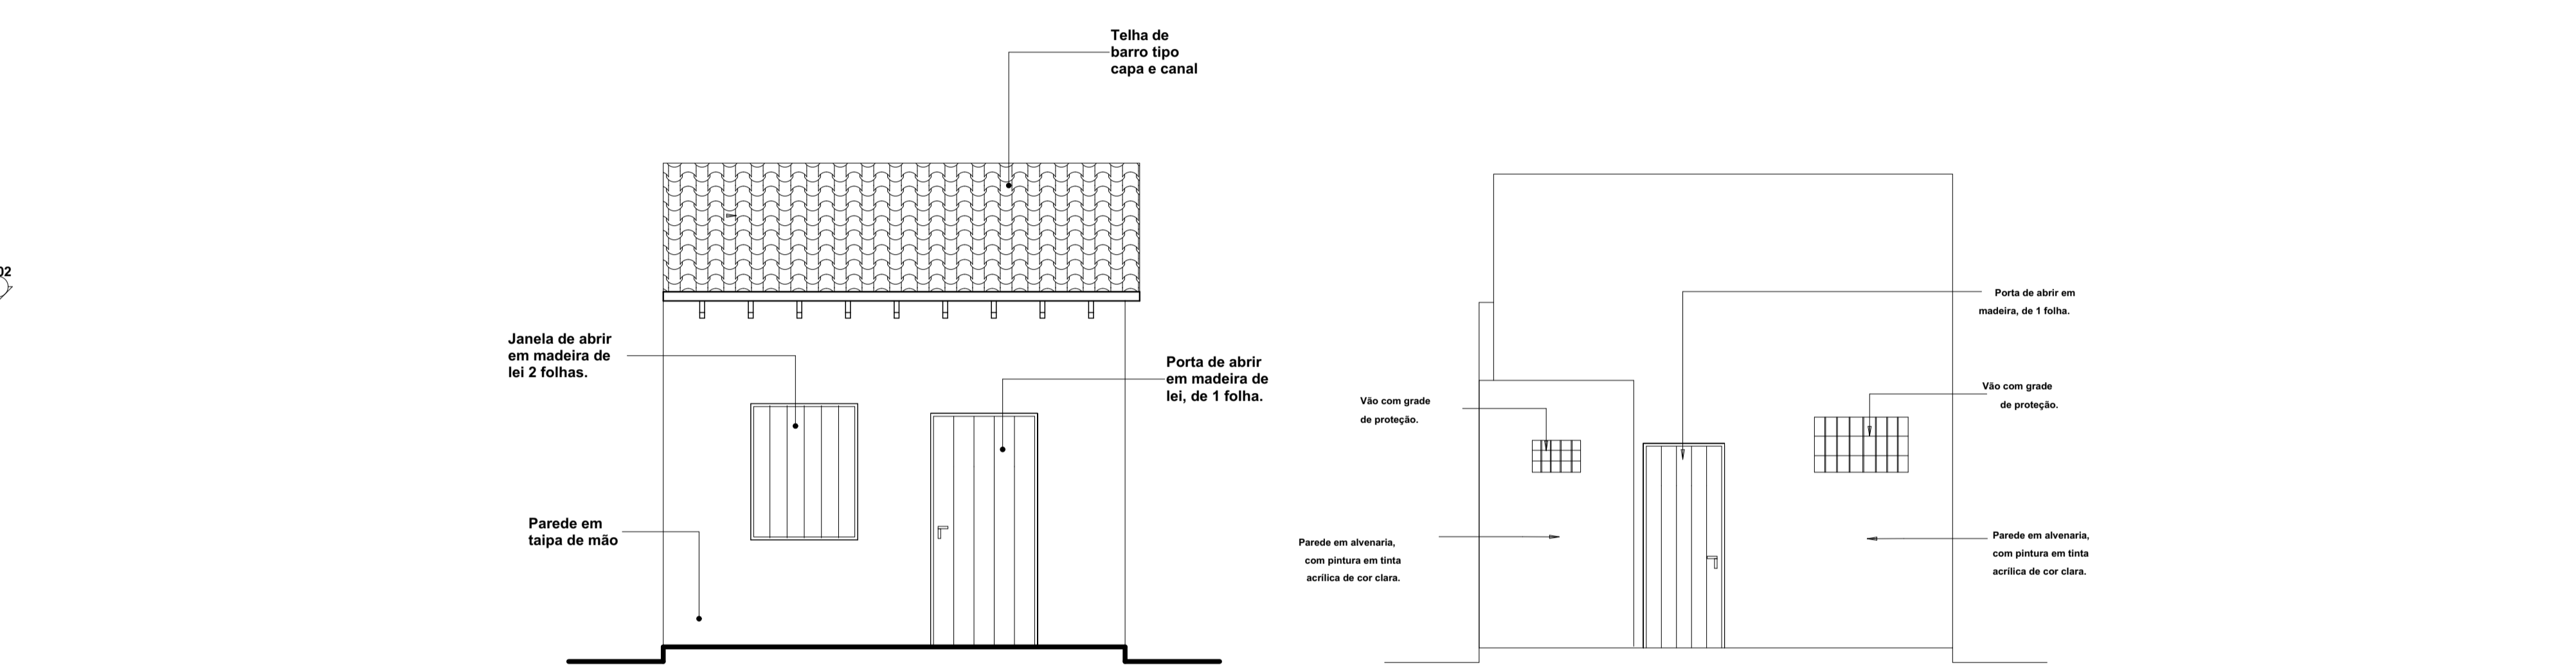 02
Telha de
barro tipo
capa e canal
Janela de abrir
em madeira de
lei 2 folhas.
Porta de abrir
em madeira de
lei, de 1 folha.
Parede em
taipa de mão
Porta de abrir em
madeira, de 1 folha.
Vão com grade
de proteção.
Vão com grade
de proteção.
Parede em alvenaria,
com pintura em tinta
acrílica de cor clara.
Parede em alvenaria,
com pintura em tinta
acrílica de cor clara.